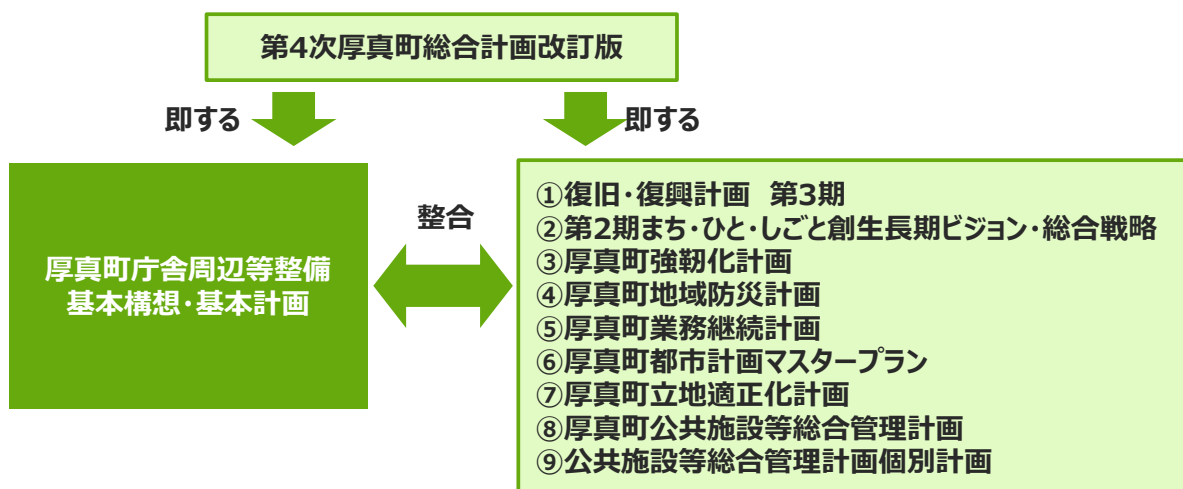 第4次厚真町総合計画改訂版
即する
即する
厚真町庁舎周辺等整備
基本構想・基本計画
整合
①復旧・復興計画 第3期
②第2期まち・ひと・しごと創生長期ビジョン・総合戦略
③厚真町強靭化計画
④厚真町地域防災計画
⑤厚真町業務継続計画
⑥厚真町都市計画マスタープラン
⑦厚真町立地適正化計画
⑧厚真町公共施設等総合管理計画
⑨公共施設等総合管理計画個別計画